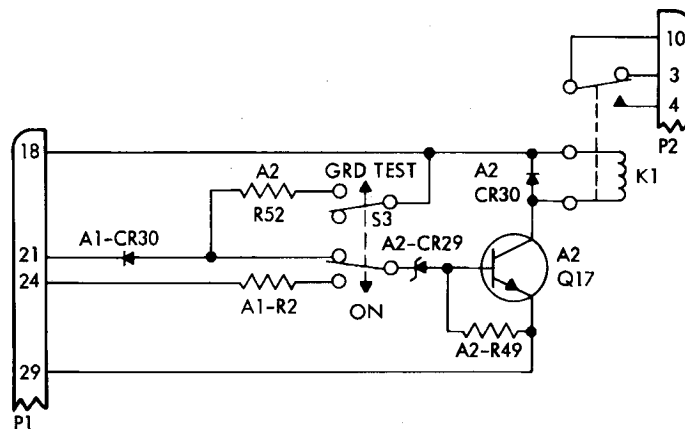 10
3
4
P2
18
A2
GRD TEST
A2
CR30
K1
R52
S3
21
A1-CR30
A2-CR29
A2
Q17
24
A1-R2
ON
A2-R49
29
P1